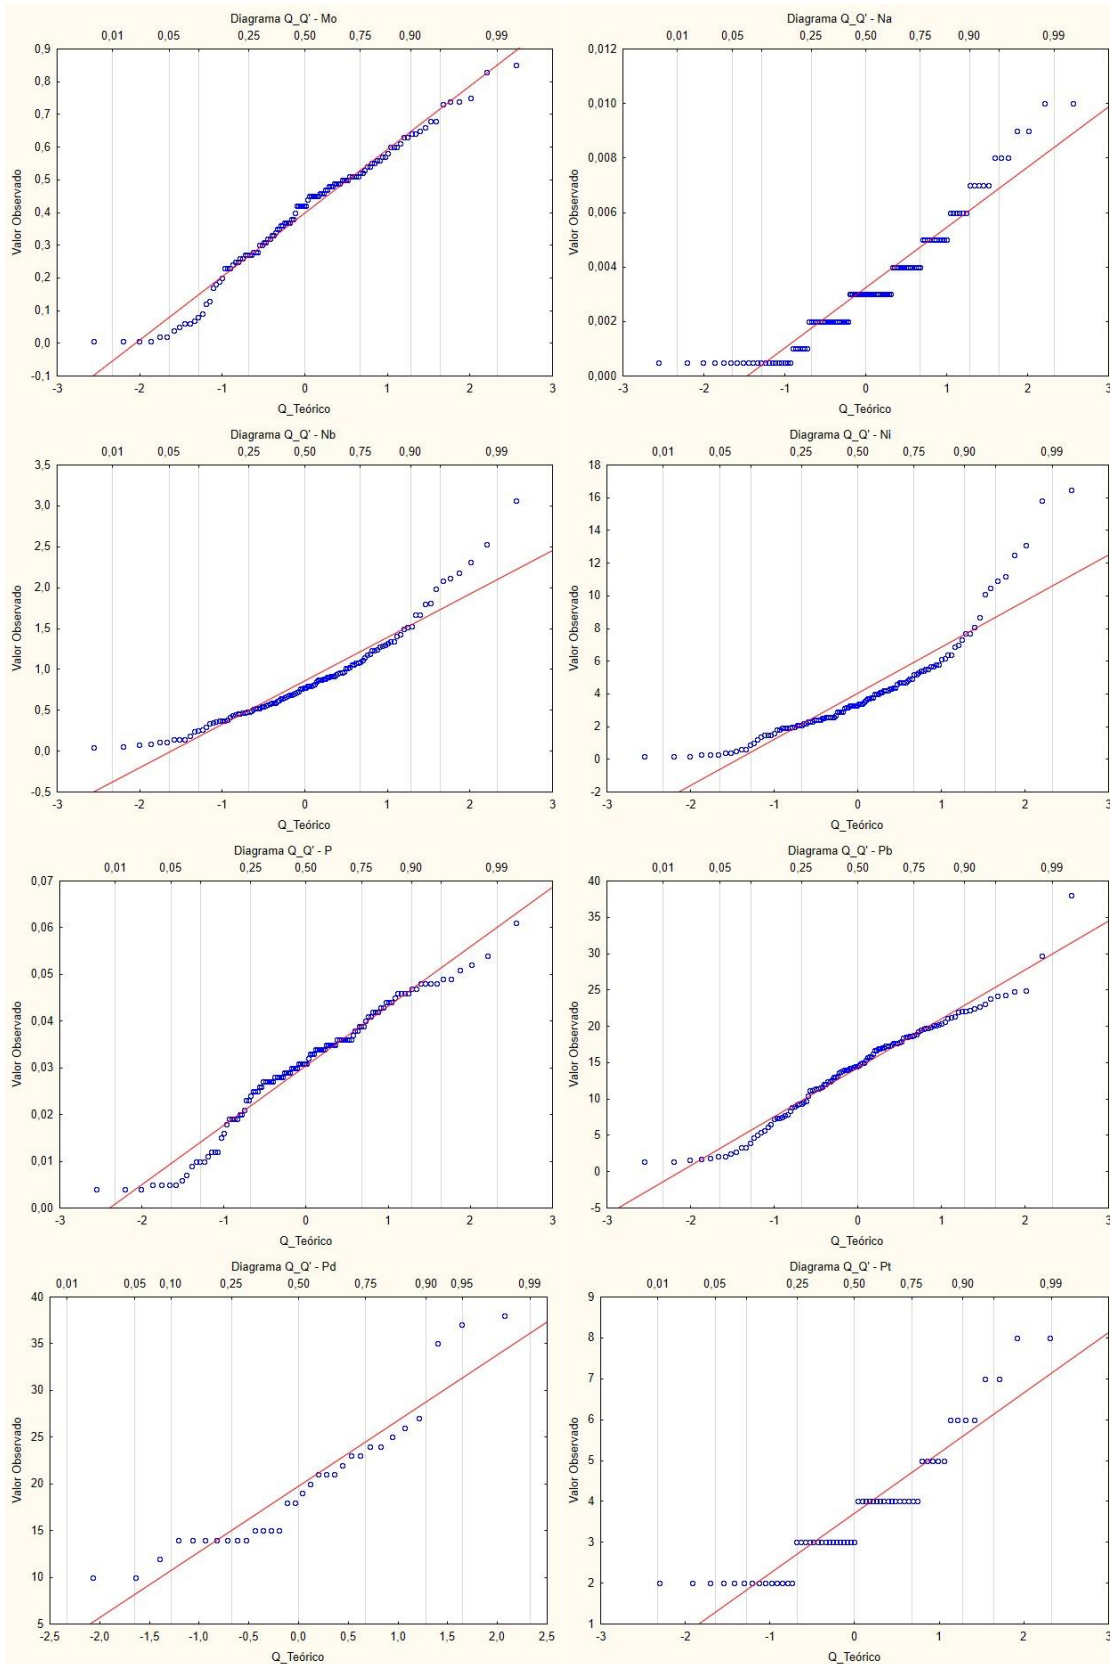 Diagrama Q_Q' - Mo
0,01 0,05 0,25 0,50 0,75 0,90 0,99
0,9
0,8
0,7
0,6
0,5
0,4
0,3
0,2
0,1
0,0
-0,1
Valor Observado
-3 -2 -1 0 1 2 3
Q_Teórico
Diagrama Q_Q' - Na
0,01 0,05 0,25 0,50 0,75 0,90 0,99
0,012
0,010
0,008
0,006
0,004
0,002
0,000
Valor Observado
-3 -2 -1 0 1 2 3
Q_Teórico
Diagrama Q_Q' - Nb
0,01 0,05 0,25 0,50 0,75 0,90 0,99
3,5
3,0
2,5
2,0
1,5
1,0
0,5
0,0
-0,5
Valor Observado
-3 -2 -1 0 1 2 3
Q_Teórico
Diagrama Q_Q' - Ni
0,01 0,05 0,25 0,50 0,75 0,90 0,99
18
16
14
12
10
8
6
4
2
0
-2
Valor Observado
-3 -2 -1 0 1 2 3
Q_Teórico
Diagrama Q_Q' - P
0,01 0,05 0,25 0,50 0,75 0,90 0,99
0,07
0,06
0,05
0,04
0,03
0,02
0,01
0,00
Valor Observado
-3 -2 -1 0 1 2 3
Q_Teórico
Diagrama Q_Q' - Pb
0,01 0,05 0,25 0,50 0,75 0,90 0,99
40
35
30
25
20
15
10
5
0
-5
Valor Observado
-3 -2 -1 0 1 2 3
Q_Teórico
Diagrama Q_Q' - Pd
0,01 0,05 0,10 0,25 0,50 0,75 0,90 0,95 0,99
40
35
30
25
20
15
10
5
Valor Observado
-2,5 -2,0 -1,5 -1,0 -0,5 0,0 0,5 1,0 1,5 2,0 2,5
Q_Teórico
Diagrama Q_Q' - Pt
0,01 0,05 0,25 0,50 0,75 0,90 0,99
9
8
7
6
5
4
3
2
1
Valor Observado
-3 -2 -1 0 1 2 3
Q_Teórico